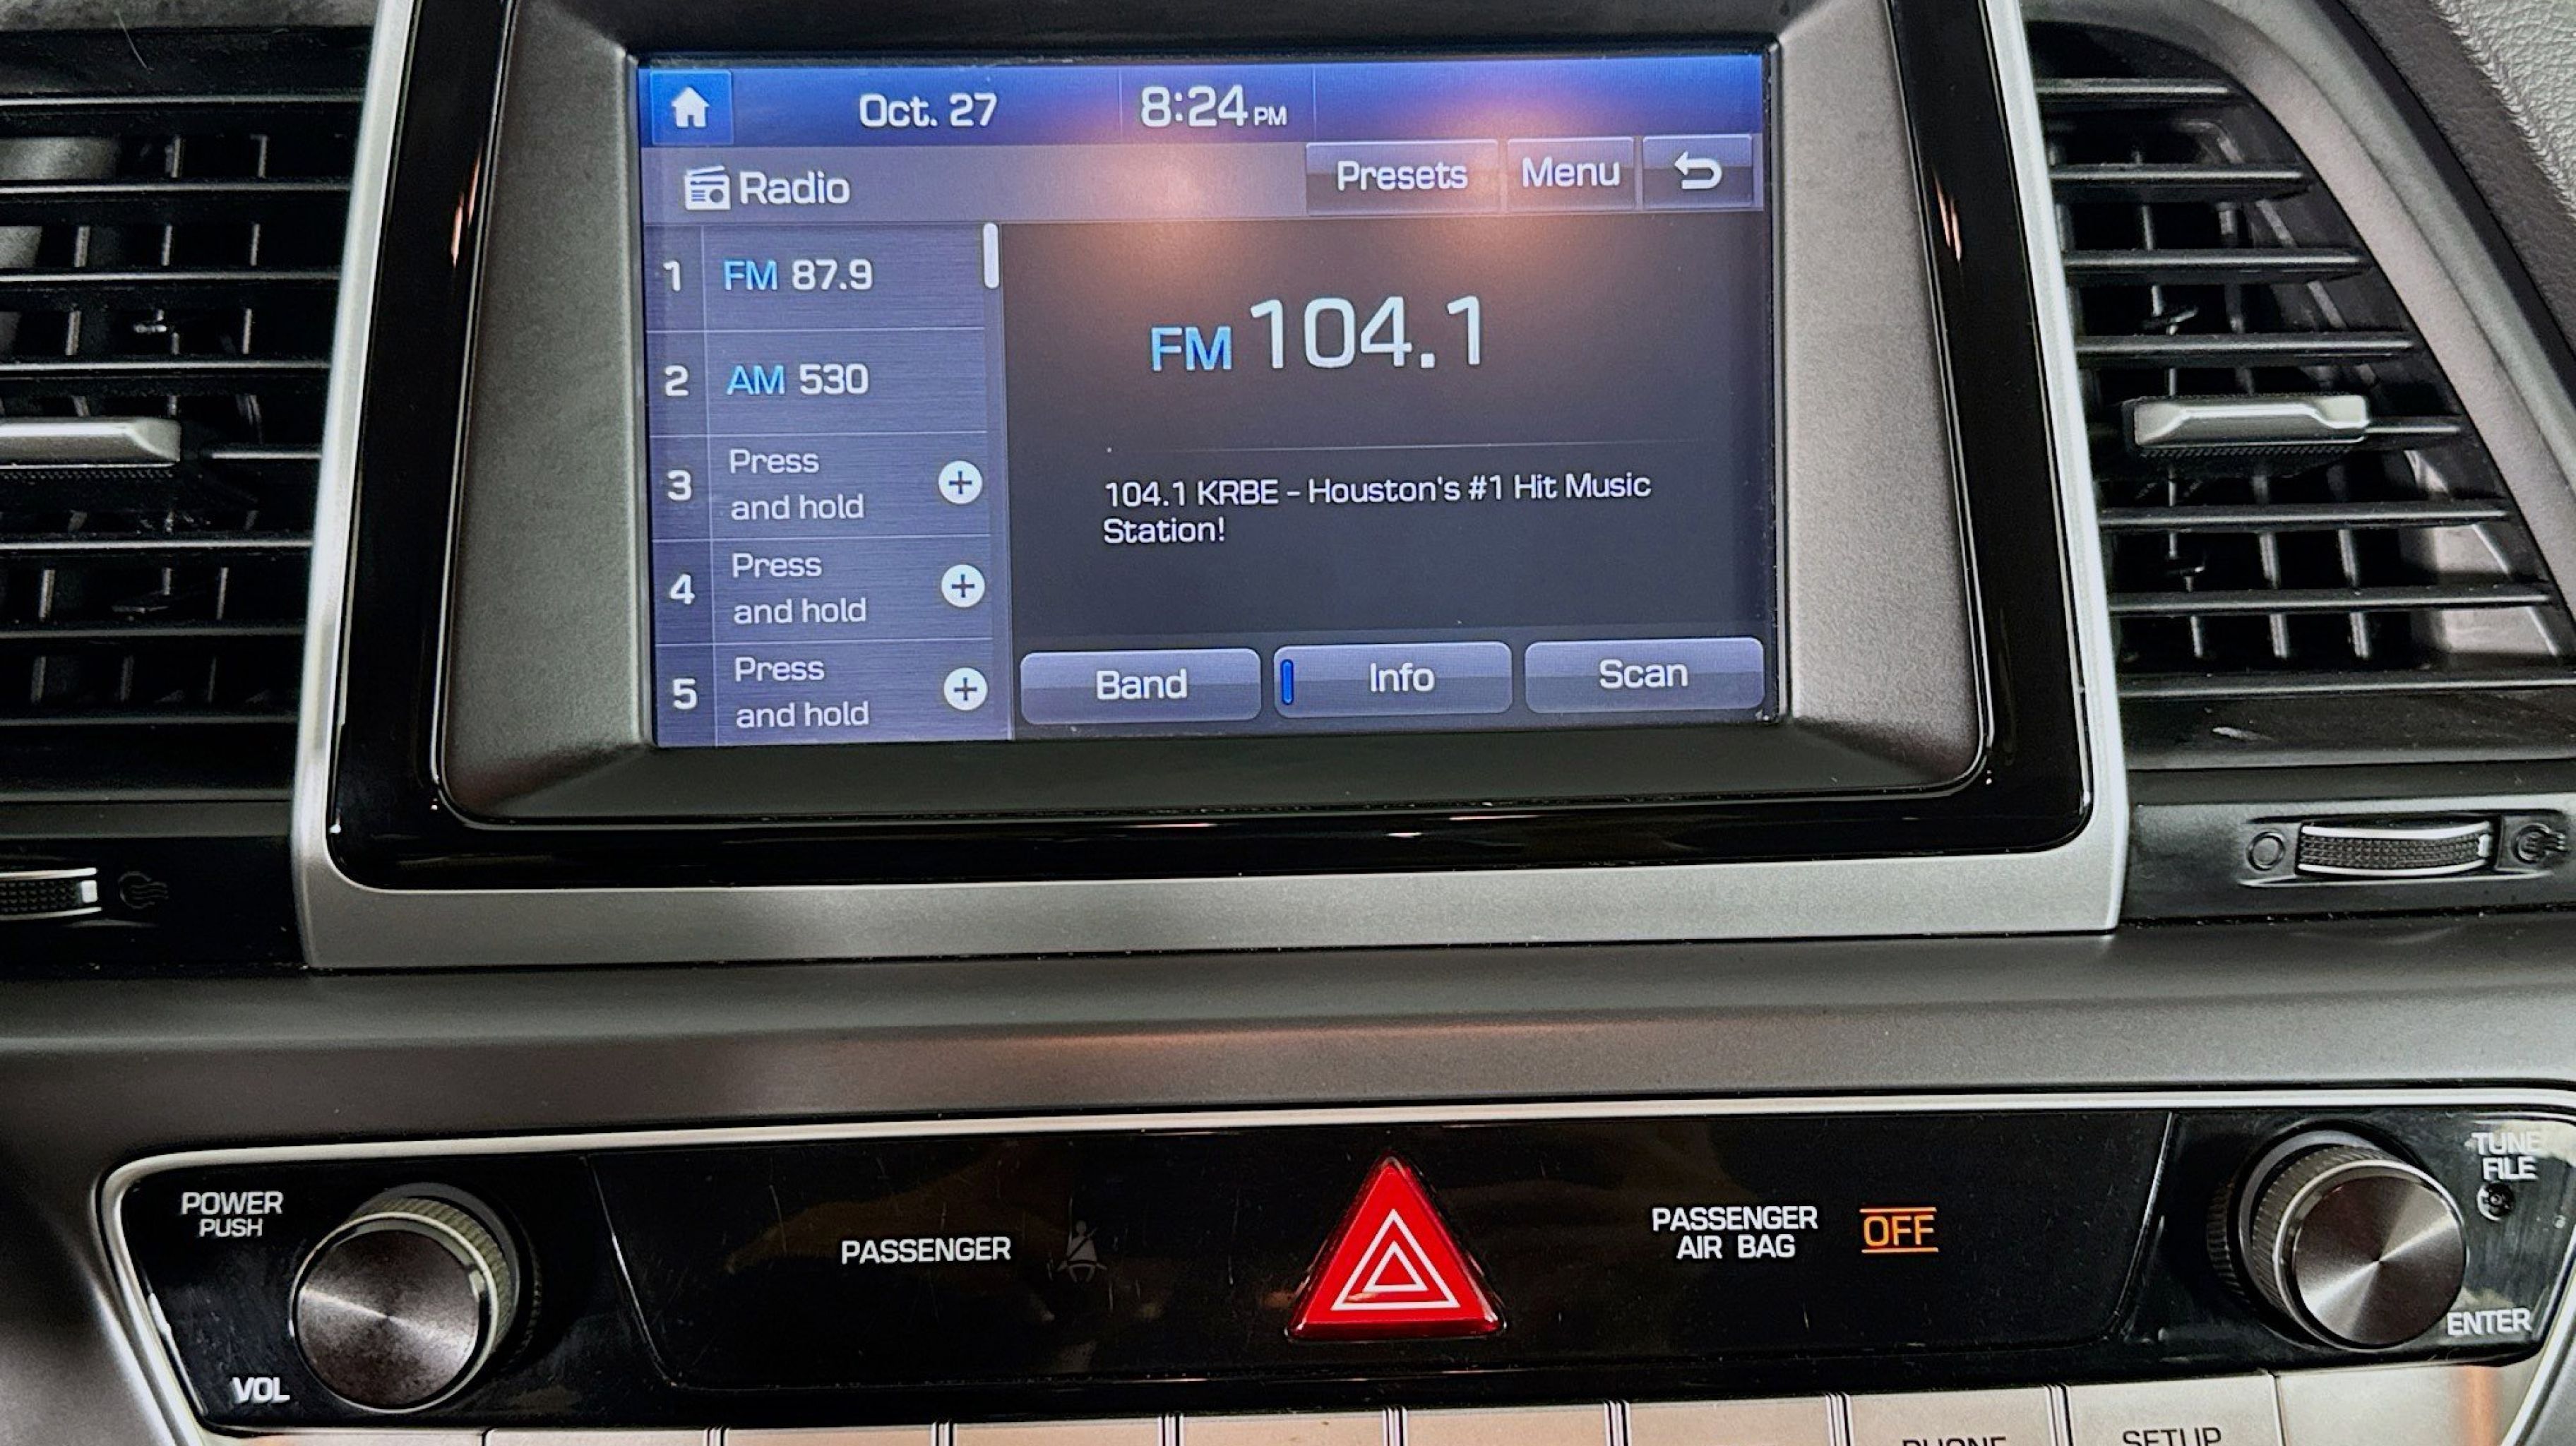 Oct. 27 8:24 PM
Radio Presets Menu
1 FM 87.9
2 AM 530
3 Press
and hold
4 Press
and hold
5 Press
and hold
FM 104.1
104.1 KRBE - Houston's #1 Hit Music
Station!
Band Info Scan
POWER
PUSH
VOL
PASSENGER
PASSENGER
AIR BAG
OFF
TUNE
FILE
ENTER
PHONE
SETUP